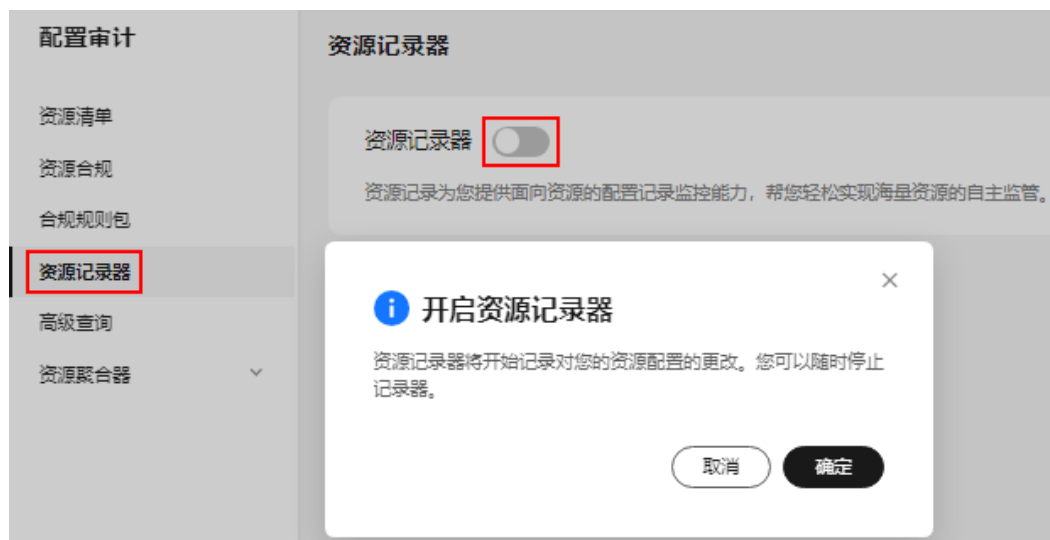 配置审计
资源清单
资源合规
合规规则包
资源记录器
高级查询
资源聚合器
资源记录器
资源记录器
资源记录为您提供面向资源的配置记录监控能力，帮您轻松实现海量资源的自主监管。
开启资源记录器
资源记录器将开始记录对您的资源配置的更改。您可以随时停止
记录器。
取消
确定